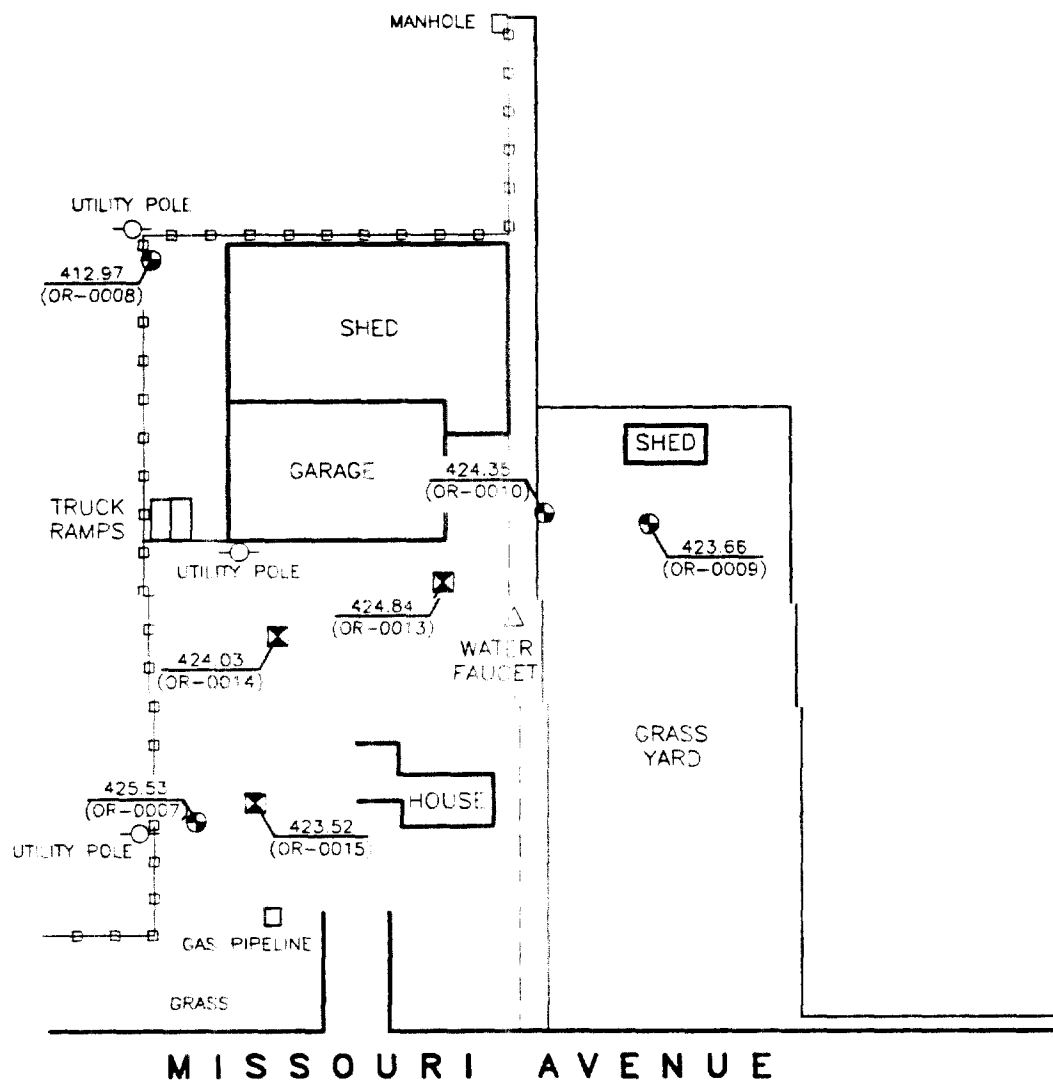 MANHOLE
UTILITY POLE
412.97
(OR-0008)
SHED
SHED
GARAGE
424.35
(OR-0010)
TRUCK
RAMPS
423.66
(OR-0009)
UTILITY POLE
424.84
(OR-0013)
WATER
FAUCET
424.03
(OR-0014)
GRASS
YARD
425.53
(OR-0007)
HOUSE
423.52
(OR-0015)
UTILITY POLE
GAS PIPELINE
GRASS
MISSOURI AVENUE